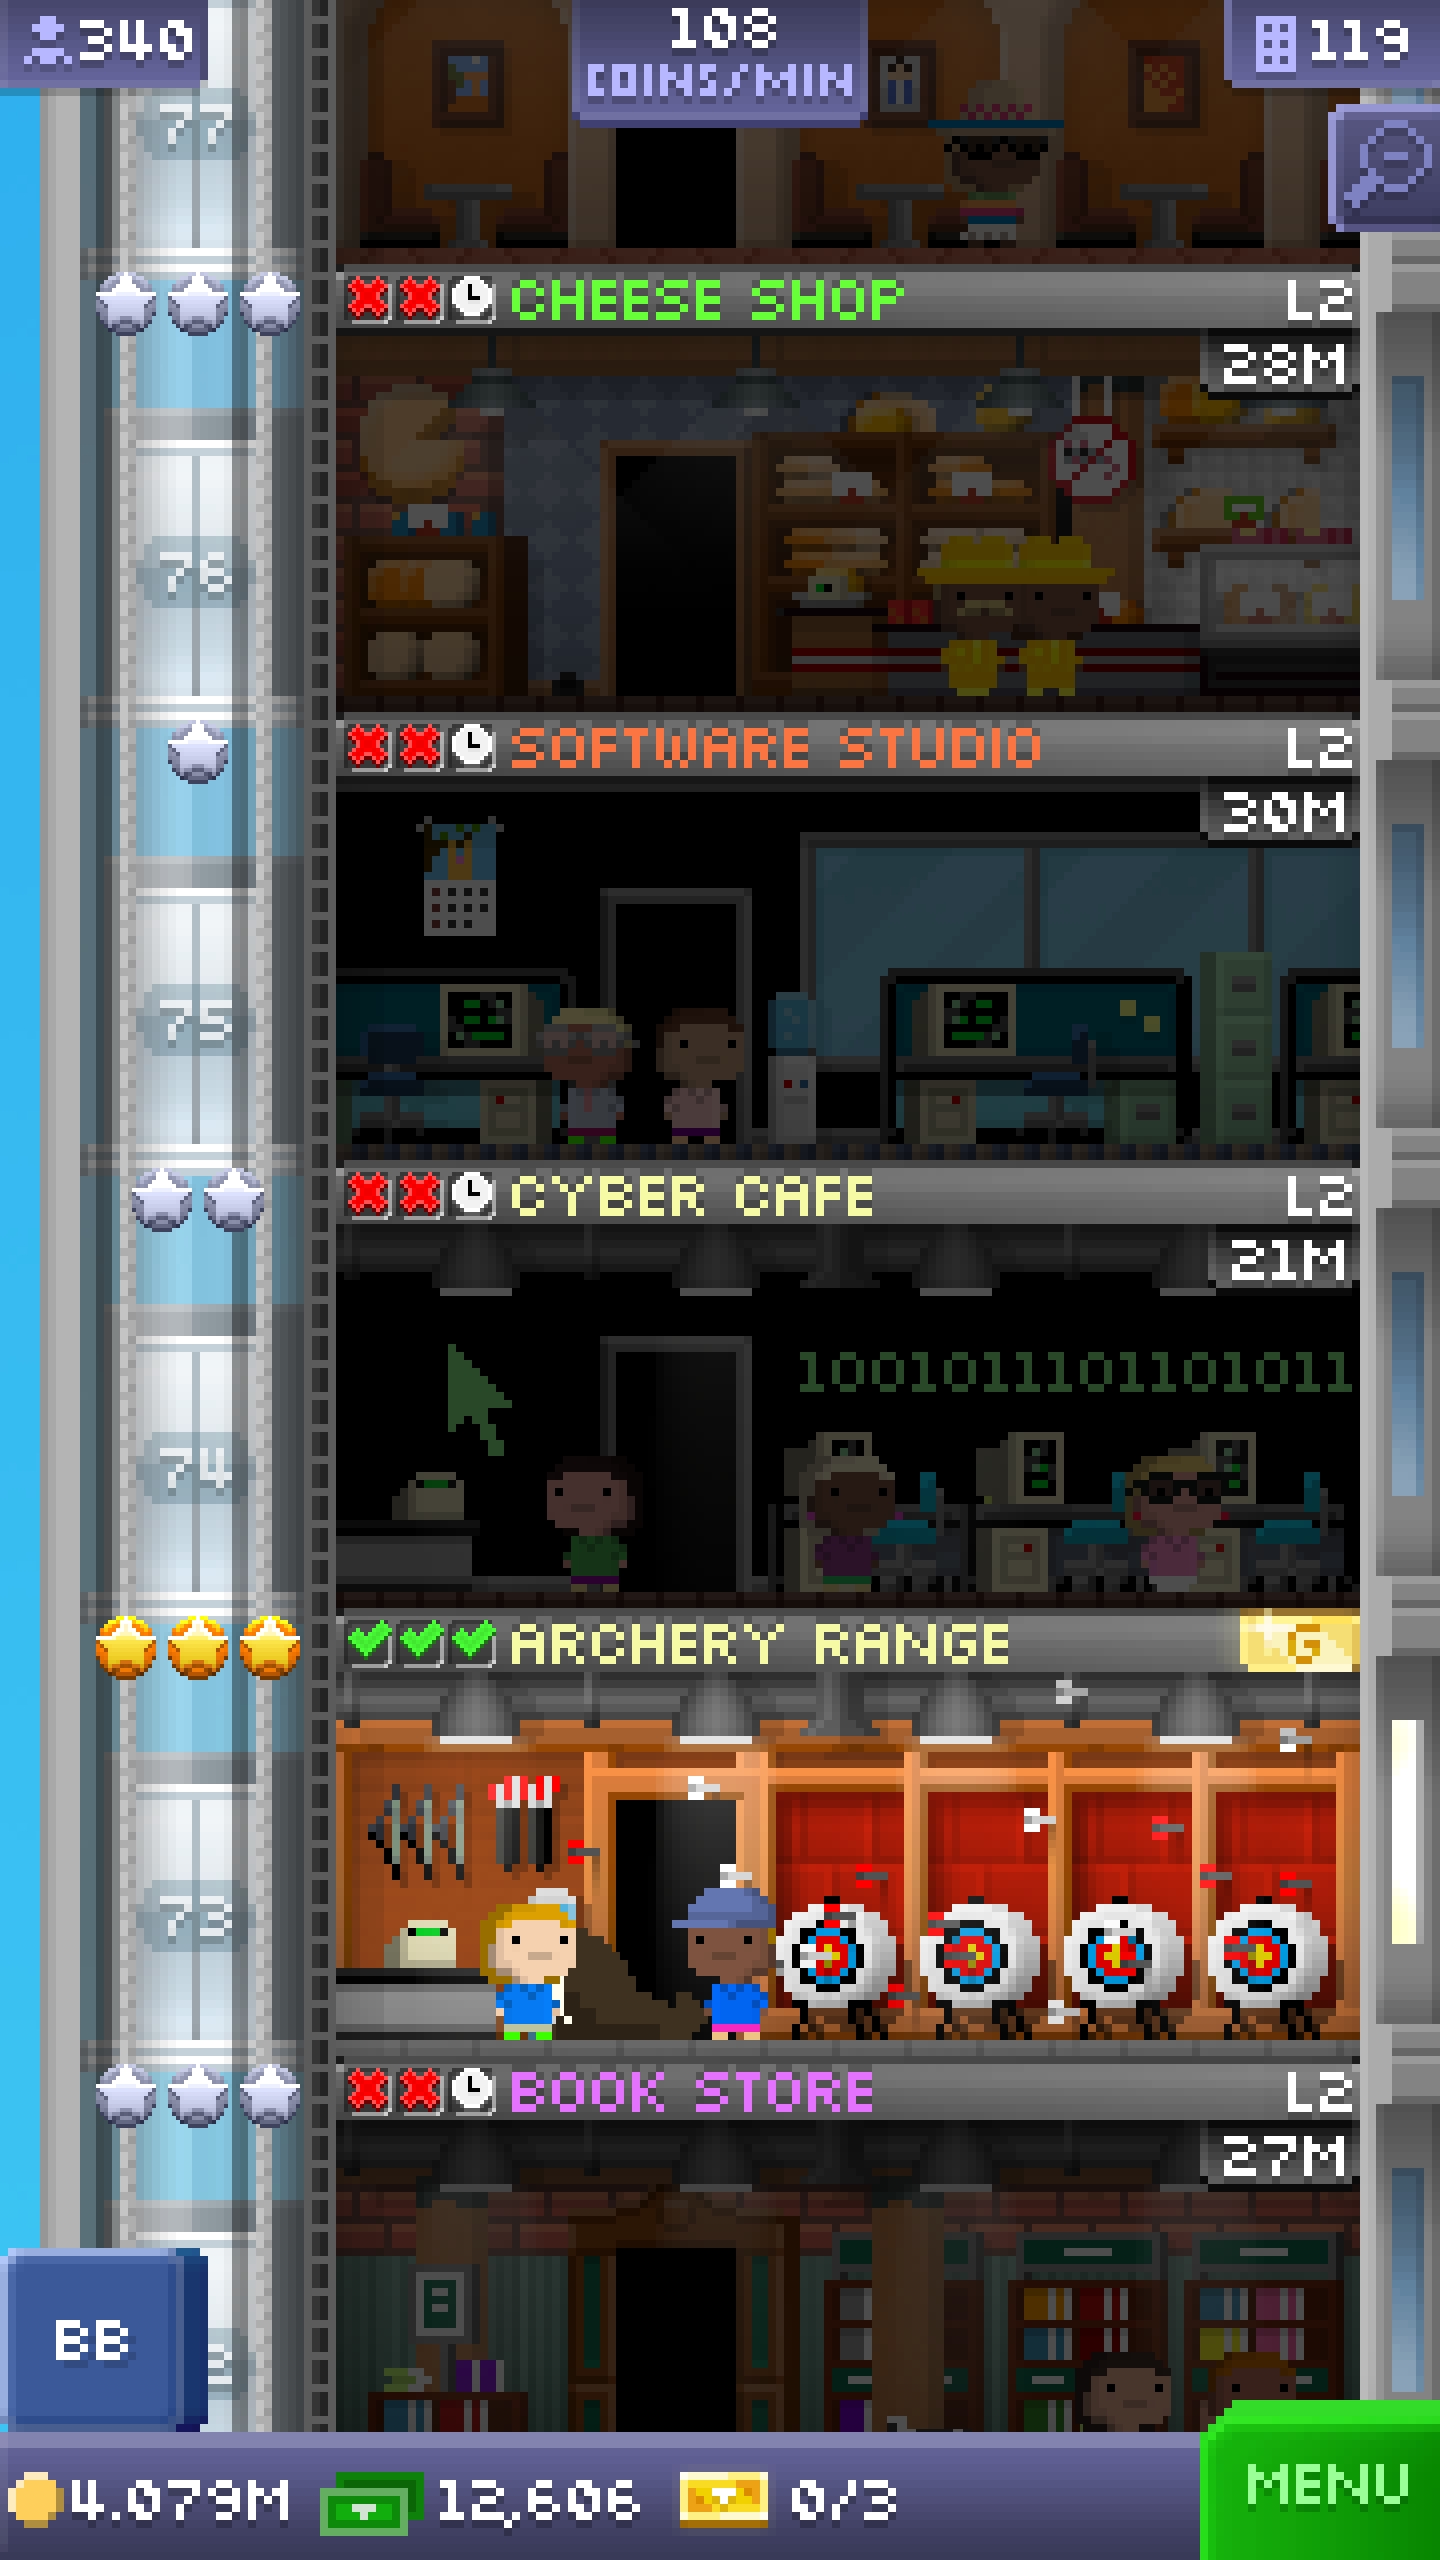 340
108
COINS/MIN
119
77
CHEESE SHOP L2
28M
76
SOFTWARE STUDIO L2
30M
75
CYBER CAFE L2
21M
1001011101101011
74
ARCHERY RANGE G
73
BOOK STORE L2
27M
BB
4.079M 12,606 0/3
MENU